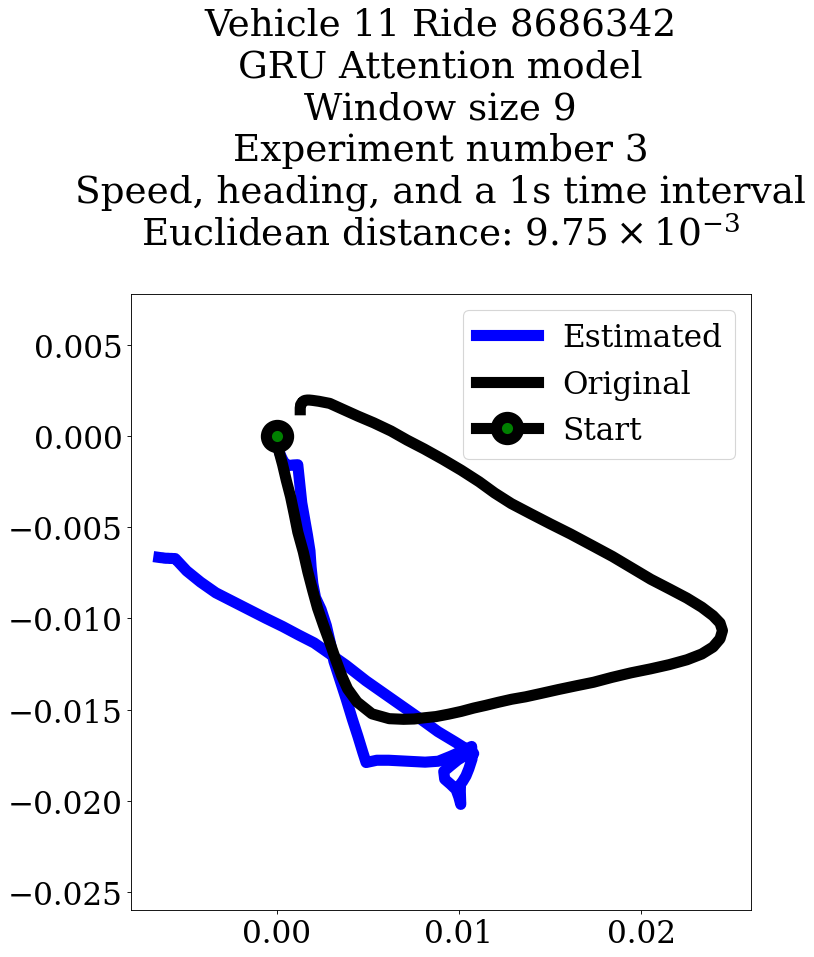 Vehicle 11 Ride 8686342
GRU Attention model
Window size 9
Experiment number 3
Speed, heading, and a 1s time interval
Euclidean distance: 9.75 × 10⁻³
Estimated
Original
Start
0.005
0.000
−0.005
−0.010
−0.015
−0.020
−0.025
0.00 0.01 0.02